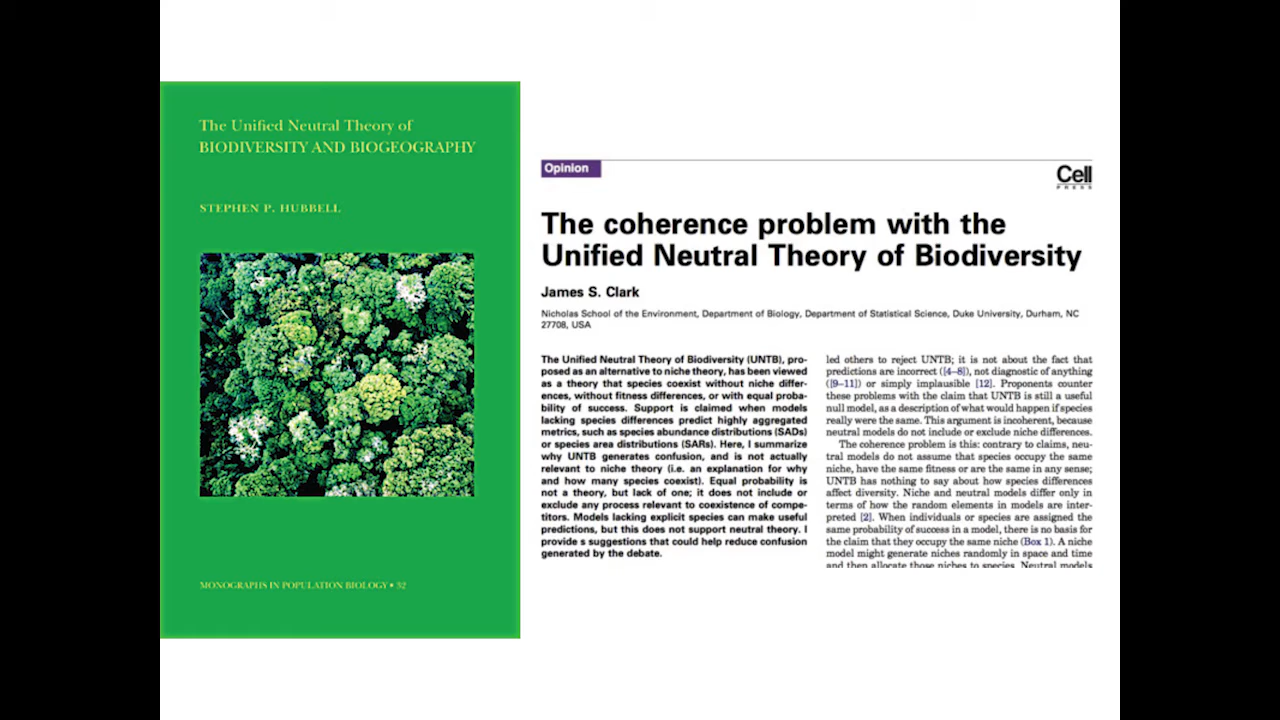 The Unified Neutral Theory of
BIODIVERSITY AND BIOGEOGRAPHY
STEPHEN P. HUBBELL
MONOGRAPHS IN POPULATION BIOLOGY • 32
Opinion
Cell
PRESS
The coherence problem with the
Unified Neutral Theory of Biodiversity
James S. Clark
Nicholas School of the Environment, Department of Biology, Department of Statistical Science, Duke University, Durham, NC
27708, USA
The Unified Neutral Theory of Biodiversity (UNTB), pro-
posed as an alternative to niche theory, has been viewed
as a theory that species coexist without niche differ-
ences, without fitness differences, or with equal proba-
bility of success. Support is claimed when models
lacking species differences predict highly aggregated
metrics, such as species abundance distributions (SADs)
or species area distributions (SARs). Here, I summarize
why UNTB generates confusion, and is not actually
relevant to niche theory (i.e. an explanation for why
and how many species coexist). Equal probability is
not a theory, but lack of one; it does not include or
exclude any process relevant to coexistence of compe-
titors. Models lacking explicit species can make useful
predictions, but this does not support neutral theory. I
provide s suggestions that could help reduce confusion
generated by the debate.
led others to reject UNTB; it is not about the fact that
predictions are incorrect ([4–8]), not diagnostic of anything
([9–11]) or simply implausible [12]. Proponents counter
these problems with the claim that UNTB is still a useful
null model, as a description of what would happen if species
really were the same. This argument is incoherent, because
neutral models do not include or exclude niche differences.
The coherence problem is this: contrary to claims, neu-
tral models do not assume that species occupy the same
niche, have the same fitness or are the same in any sense;
UNTB has nothing to say about how species differences
affect diversity. Niche and neutral models differ only in
terms of how the random elements in models are inter-
preted [2]. When individuals or species are assigned the
same probability of success in a model, there is no basis for
the claim that they occupy the same niche (Box 1). A niche
model might generate niches randomly in space and time
and then allocate those niches to species. Neutral models